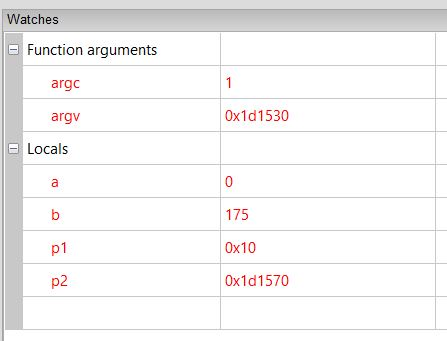 Watches
Function arguments
argc 1
argv 0x1d1530
Locals
a 0
b 175
p1 0x10
p2 0x1d1570